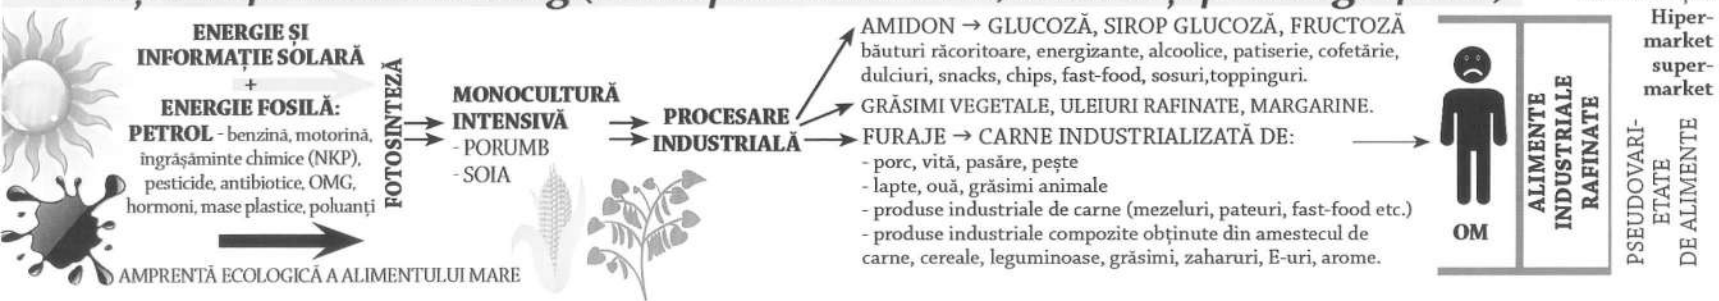 ENERGIE ȘI
INFORMAȚIE SOLARĂ
+
ENERGIE FOSILĂ:
PETROL - benzină, motorină,
îngrășăminte chimice (NKP),
pesticide, antibiotice, OMG,
hormoni, mase plastice, poluanți
AMPRENTĂ ECOLOGICĂ A ALIMENTULUI MARE
FOTOSINTEZĂ
MONOCULTURĂ
INTENSIVĂ
- PORUMB
- SOIA
PROCESARE
INDUSTRIALĂ
AMIDON → GLUCOZĂ, SIROP GLUCOZĂ, FRUCTOZĂ
băuturi răcoritoare, energizante, alcoolice, patiserie, cofetărie,
dulciuri, snacks, chips, fast-food, sosuri,toppinguri.
GRĂSIMI VEGETALE, ULEIURI RAFINATE, MARGARINE.
FURAJE → CARNE INDUSTRIALIZATĂ DE:
- porc, vită, pasăre, pește
- lapte, ouă, grăsimi animale
- produse industriale de carne (mezeluri, pateuri, fast-food etc.)
- produse industriale compozite obținute din amestecul de
carne, cereale, leguminoase, grăsimi, zaharuri, E-uri, arome.
OM
ALIMENTE
INDUSTRIALE
RAFINATE
Hiper-
market
super-
market
PSEUDOVARI-
ETATE
DE ALIMENTE